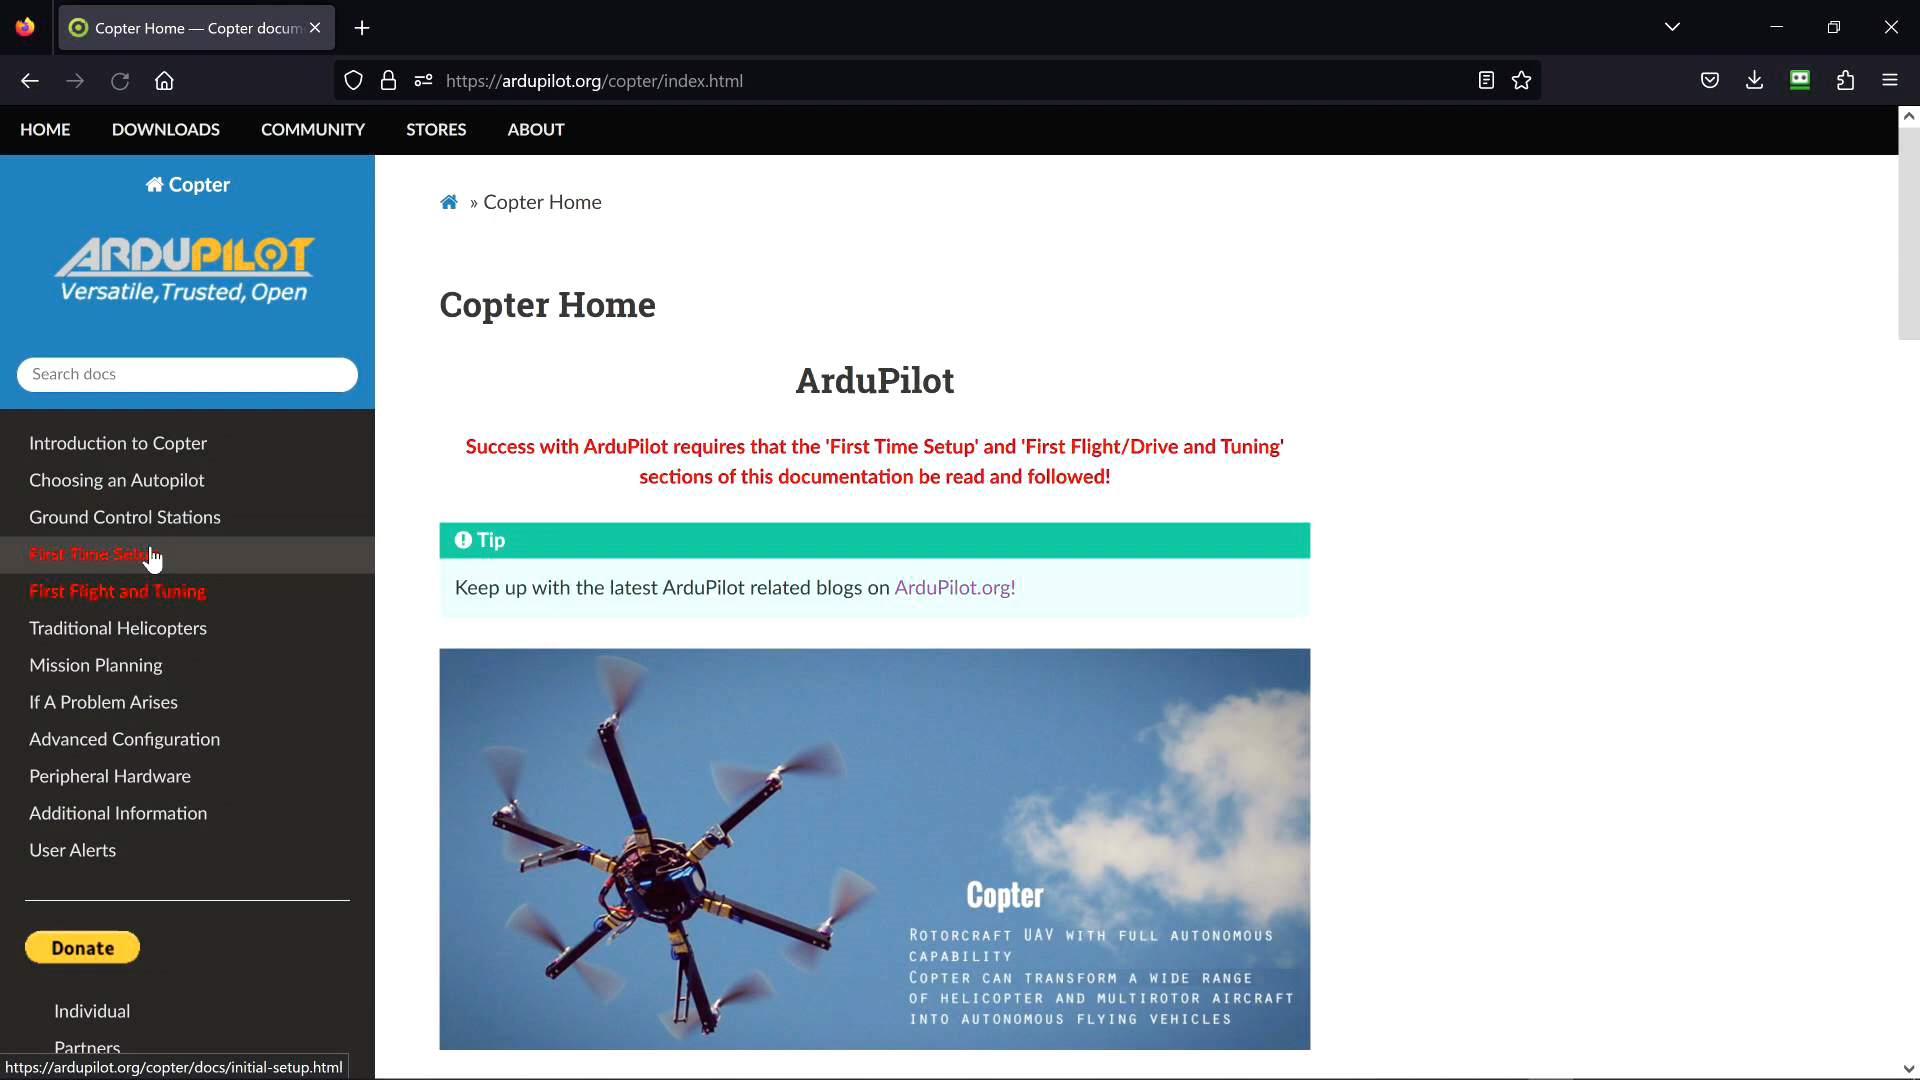 Copter Home — Copter docum
https://ardupilot.org/copter/index.html
HOME DOWNLOADS COMMUNITY STORES ABOUT
Copter
ARDUPILOT
Versatile, Trusted, Open
Search docs
Introduction to Copter
Choosing an Autopilot
Ground Control Stations
First Time Setup
First Flight and Tuning
Traditional Helicopters
Mission Planning
If A Problem Arises
Advanced Configuration
Peripheral Hardware
Additional Information
User Alerts
Donate
Individual
Partners
https://ardupilot.org/copter/docs/initial-setup.html
» Copter Home
Copter Home
ArduPilot
Success with ArduPilot requires that the 'First Time Setup' and 'First Flight/Drive and Tuning'
sections of this documentation be read and followed!
Tip
Keep up with the latest ArduPilot related blogs on ArduPilot.org!
Copter
ROTORCRAFT UAV WITH FULL AUTONOMOUS
CAPABILITY
COPTER CAN TRANSFORM A WIDE RANGE
OF HELICOPTER AND MULTIROTOR AIRCRAFT
INTO AUTONOMOUS FLYING VEHICLES